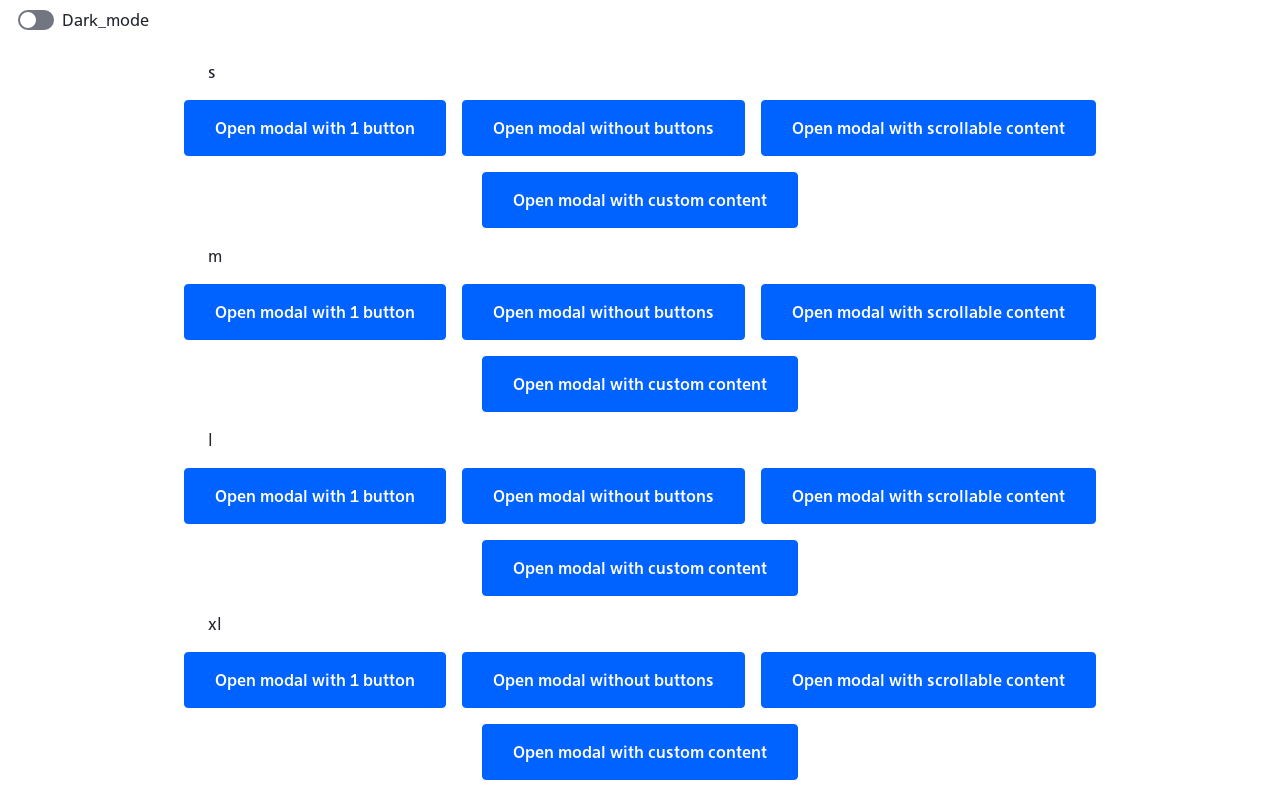 Dark_mode
s
Open modal with 1 button
Open modal without buttons
Open modal with scrollable content
Open modal with custom content
m
Open modal with 1 button
Open modal without buttons
Open modal with scrollable content
Open modal with custom content
l
Open modal with 1 button
Open modal without buttons
Open modal with scrollable content
Open modal with custom content
xl
Open modal with 1 button
Open modal without buttons
Open modal with scrollable content
Open modal with custom content